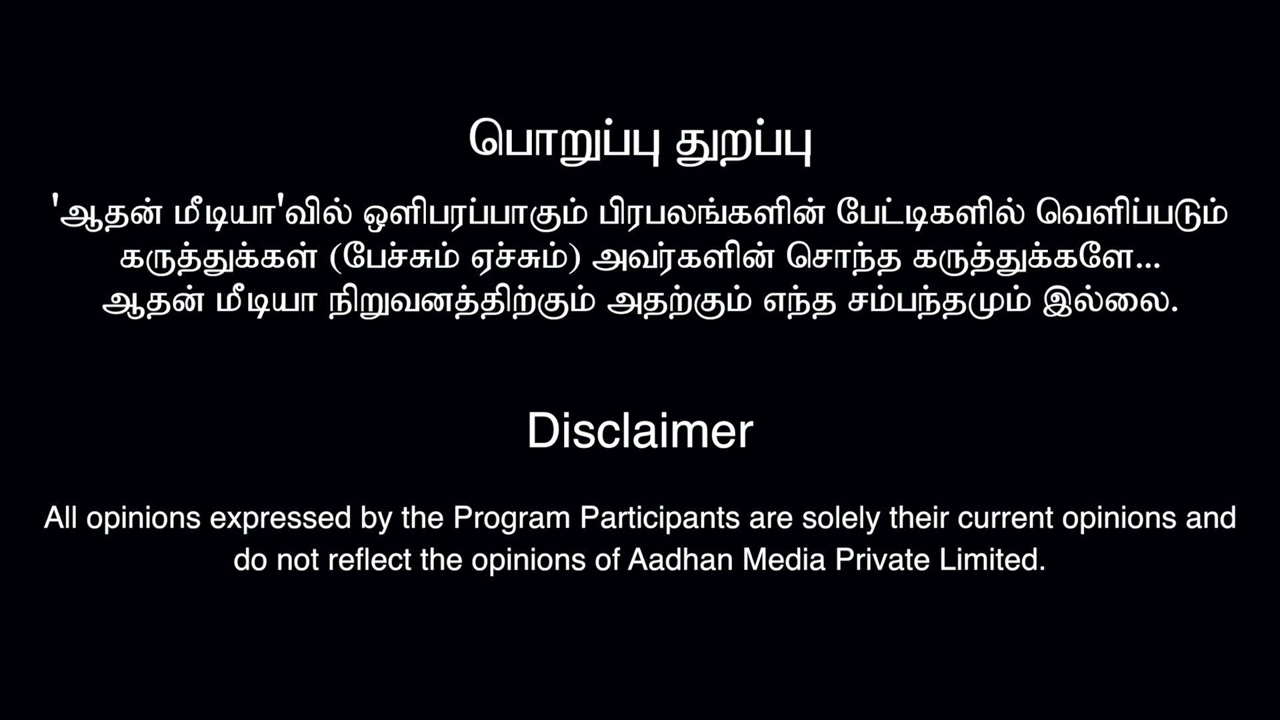 பொறுப்பு துறப்பு
'ஆதன் மீடியா'வில் ஒளிபரப்பாகும் பிரபலங்களின் பேட்டிகளில் வெளிப்படும்
கருத்துக்கள் (பேச்சும் ஏச்சும்) அவர்களின் சொந்த கருத்துக்களே...
ஆதன் மீடியா நிறுவனத்திற்கும் அதற்கும் எந்த சம்பந்தமும் இல்லை.
Disclaimer
All opinions expressed by the Program Participants are solely their current opinions and
do not reflect the opinions of Aadhan Media Private Limited.